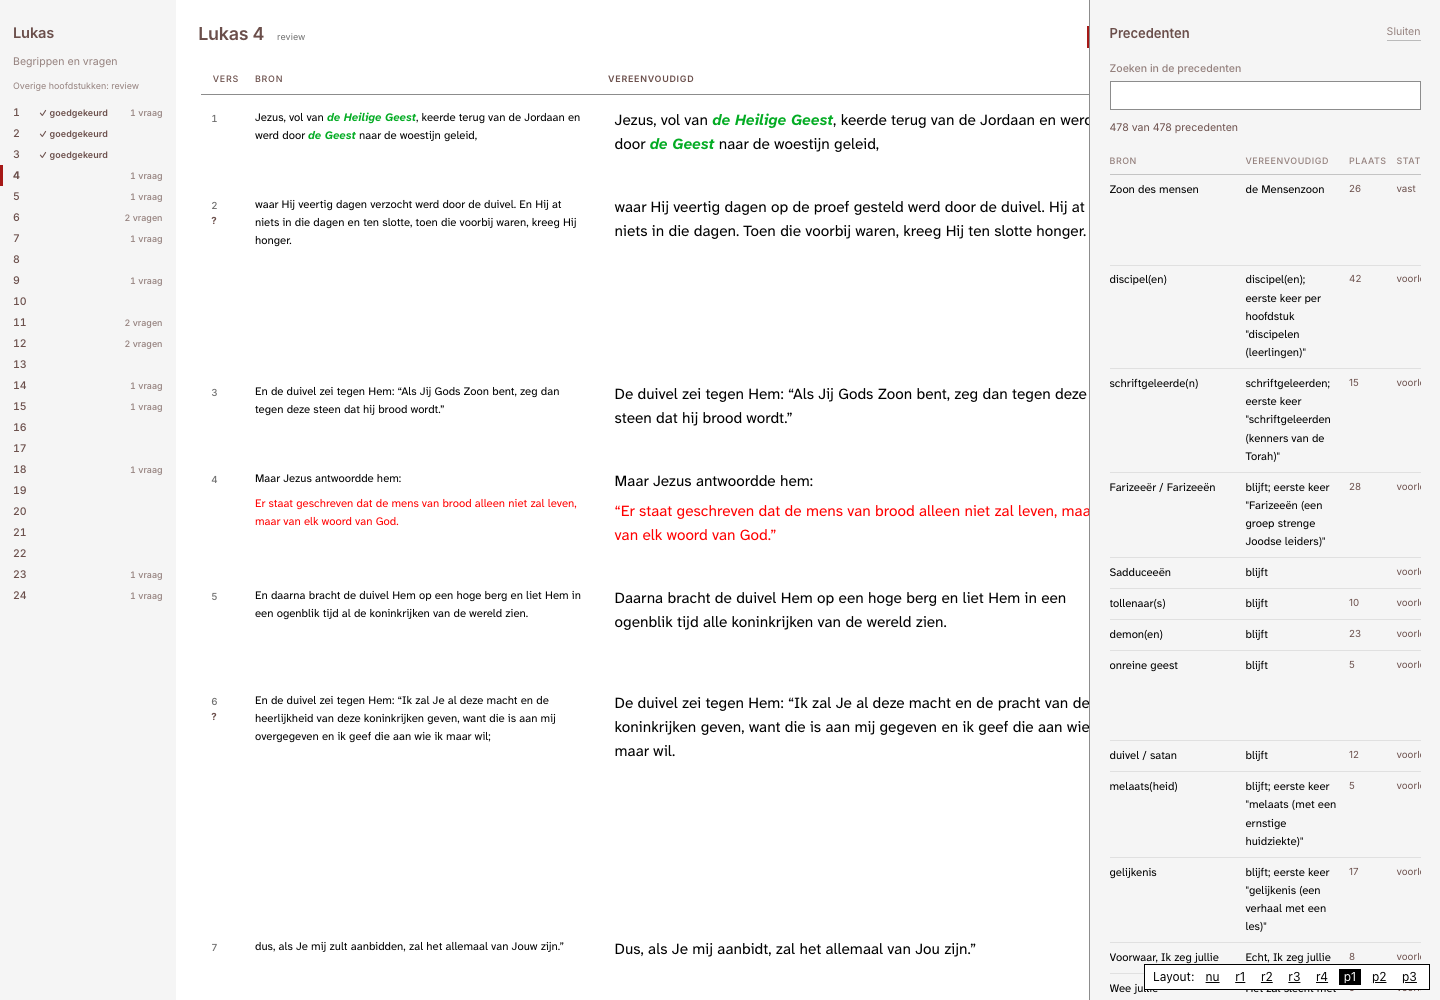 Lukas
Begrippen en vragen
Overige hoofdstukken: review
1 ✓ goedgekeurd 1 vraag
2 ✓ goedgekeurd
3 ✓ goedgekeurd
4 1 vraag
5 1 vraag
6 2 vragen
7 1 vraag
8
9 1 vraag
10
11 2 vragen
12 2 vragen
13
14 1 vraag
15 1 vraag
16
17
18 1 vraag
19
20
21
22
23 1 vraag
24 1 vraag
Lukas 4 review
VERS BRON VEREENVOUDIGD
1
Jezus, vol van de Heilige Geest, keerde terug van de Jordaan en
werd door de Geest naar de woestijn geleid,
Jezus, vol van de Heilige Geest, keerde terug van de Jordaan en werd
door de Geest naar de woestijn geleid,
2
?
waar Hij veertig dagen verzocht werd door de duivel. En Hij at
niets in die dagen en ten slotte, toen die voorbij waren, kreeg Hij
honger.
waar Hij veertig dagen op de proef gesteld werd door de duivel. Hij at
niets in die dagen. Toen die voorbij waren, kreeg Hij ten slotte honger.
3
En de duivel zei tegen Hem: “Als Jij Gods Zoon bent, zeg dan
tegen deze steen dat hij brood wordt.”
De duivel zei tegen Hem: “Als Jij Gods Zoon bent, zeg dan tegen deze
steen dat hij brood wordt.”
4
Maar Jezus antwoordde hem:
Er staat geschreven dat de mens van brood alleen niet zal leven,
maar van elk woord van God.
Maar Jezus antwoordde hem:
“Er staat geschreven dat de mens van brood alleen niet zal leven, maa
van elk woord van God.”
5
En daarna bracht de duivel Hem op een hoge berg en liet Hem in
een ogenblik tijd al de koninkrijken van de wereld zien.
Daarna bracht de duivel Hem op een hoge berg en liet Hem in een
ogenblik tijd alle koninkrijken van de wereld zien.
6
?
En de duivel zei tegen Hem: “Ik zal Je al deze macht en de
heerlijkheid van deze koninkrijken geven, want die is aan mij
overgegeven en ik geef die aan wie ik maar wil;
De duivel zei tegen Hem: “Ik zal Je al deze macht en de pracht van de
koninkrijken geven, want die is aan mij gegeven en ik geef die aan wie
maar wil.
7
dus, als Je mij zult aanbidden, zal het allemaal van Jouw zijn.”
Dus, als Je mij aanbidt, zal het allemaal van Jou zijn.”
Precedenten Sluiten
Zoeken in de precedenten
478 van 478 precedenten
BRON VEREENVOUDIGD PLAATS STAT
Zoon des mensen de Mensenzoon 26 vast
discipel(en) discipel(en); 42 voorl
eerste keer per
hoofdstuk
"discipelen
(leerlingen)"
schriftgeleerde(n) schriftgeleerden; 15 voorl
eerste keer
"schriftgeleerden
(kenners van de
Torah)"
Farizeeër / Farizeeën blijft; eerste keer 28 voorl
"Farizeeën (een
groep strenge
Joodse leiders)"
Sadduceeën blijft voorl
tollenaar(s) blijft 10 voorl
demon(en) blijft 23 voorl
onreine geest blijft 5 voorl
duivel / satan blijft 12 voorl
melaats(heid) blijft; eerste keer 5 voorl
"melaats (met een
ernstige
huidziekte)"
gelijkenis blijft; eerste keer 17 voorl
"gelijkenis (een
verhaal met een
les)"
Voorwaar, Ik zeg jullie Echt, Ik zeg jullie 8 voorl
Wee
Layout: nu r1 r2 r3 r4 p1 p2 p3